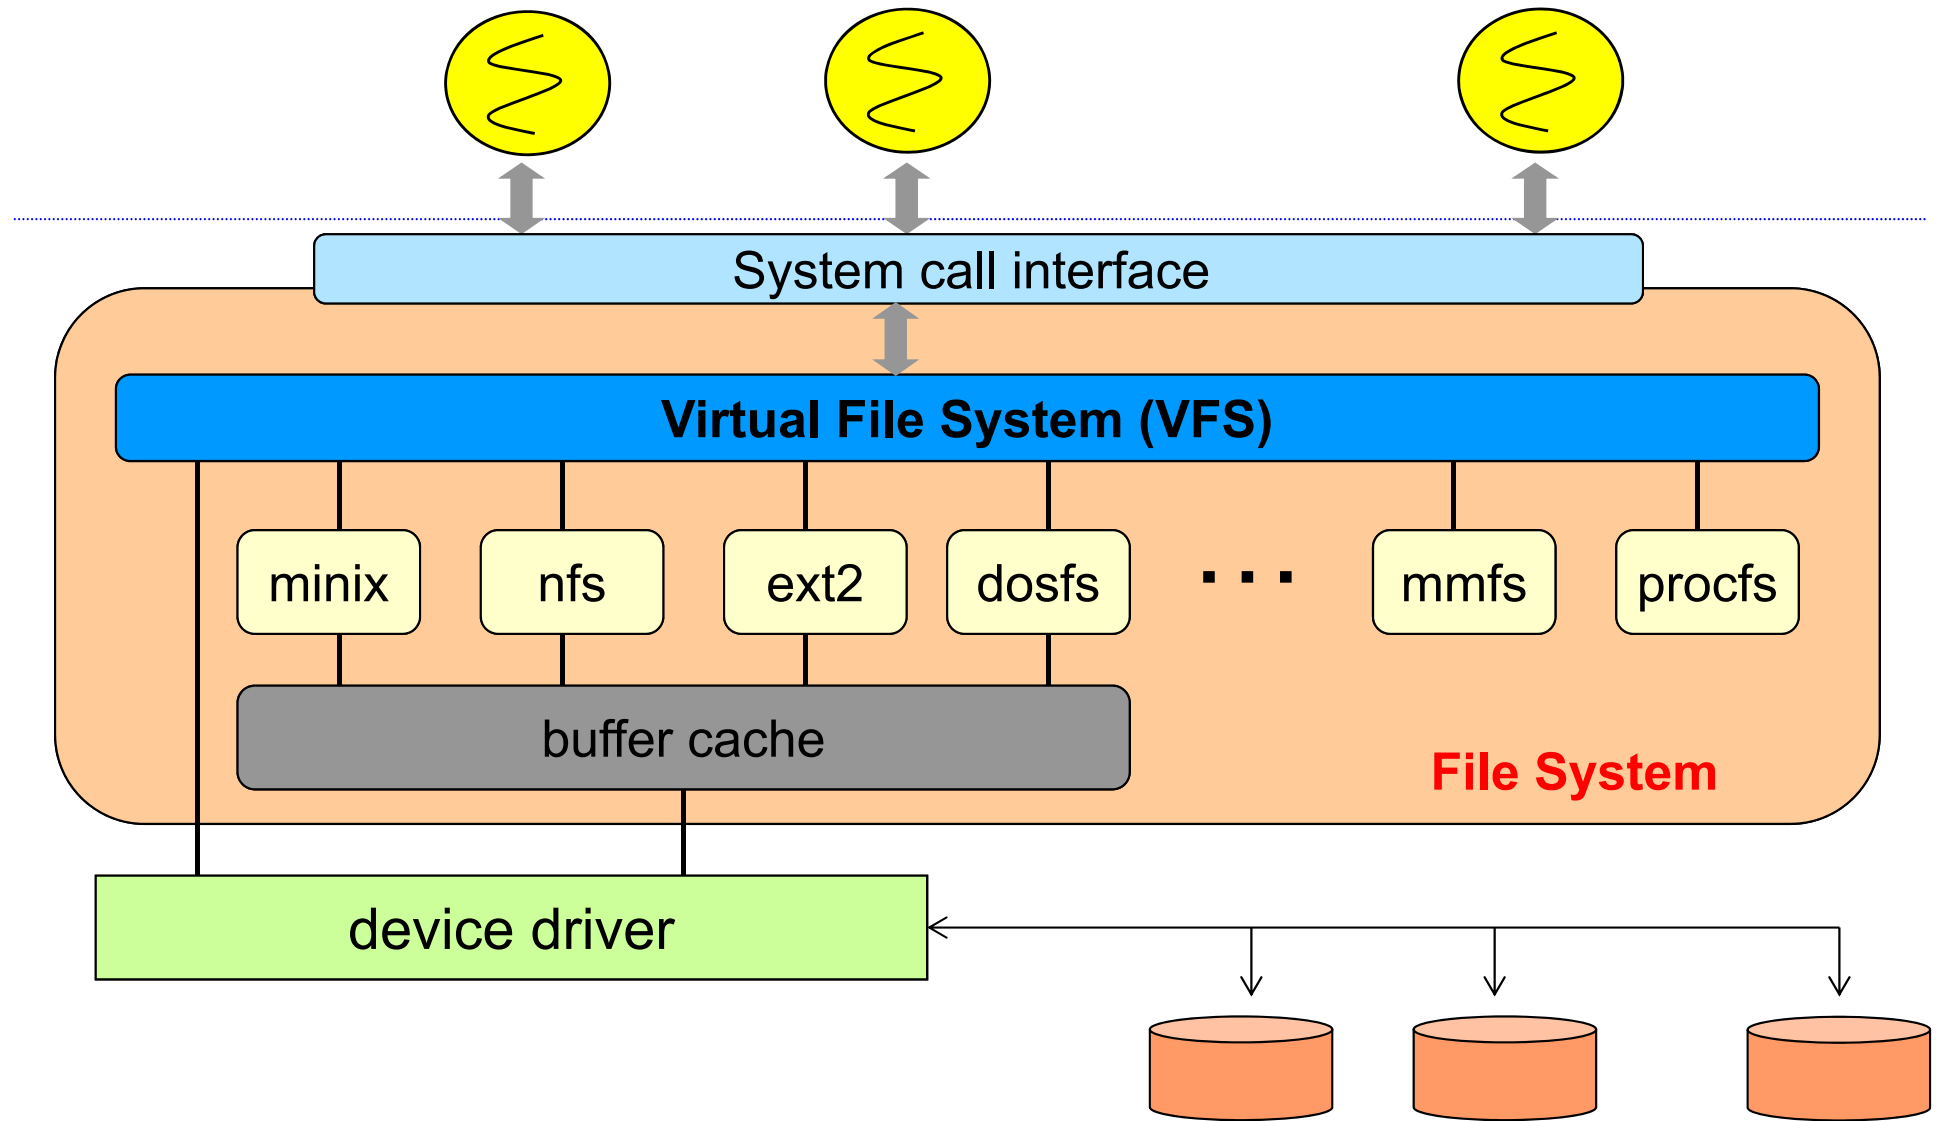 System call interface
Virtual File System (VFS)
minix
nfs
ext2
dosfs
. . .
mmfs
procfs
buffer cache
File System
device driver